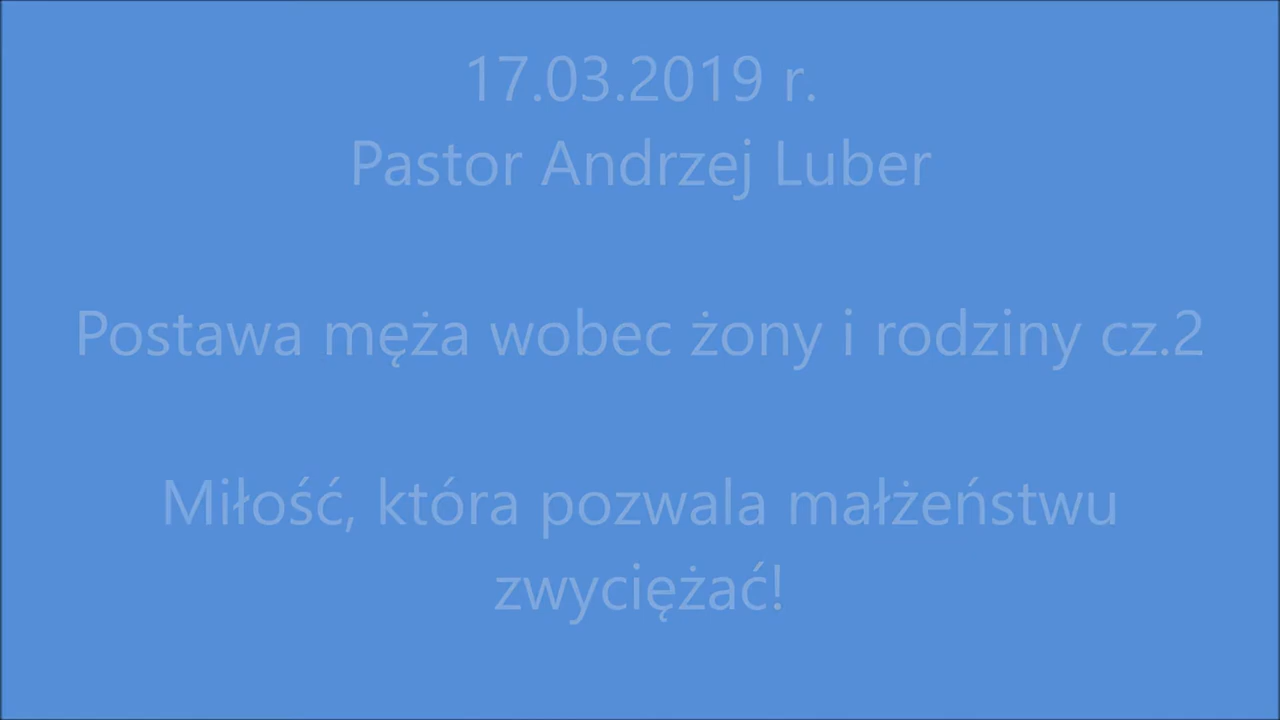 17.03.2019 r.
Pastor Andrzej Luber
Postawa męża wobec żony i rodziny cz.2
Miłość, która pozwala małżeństwu
zwyciężać!